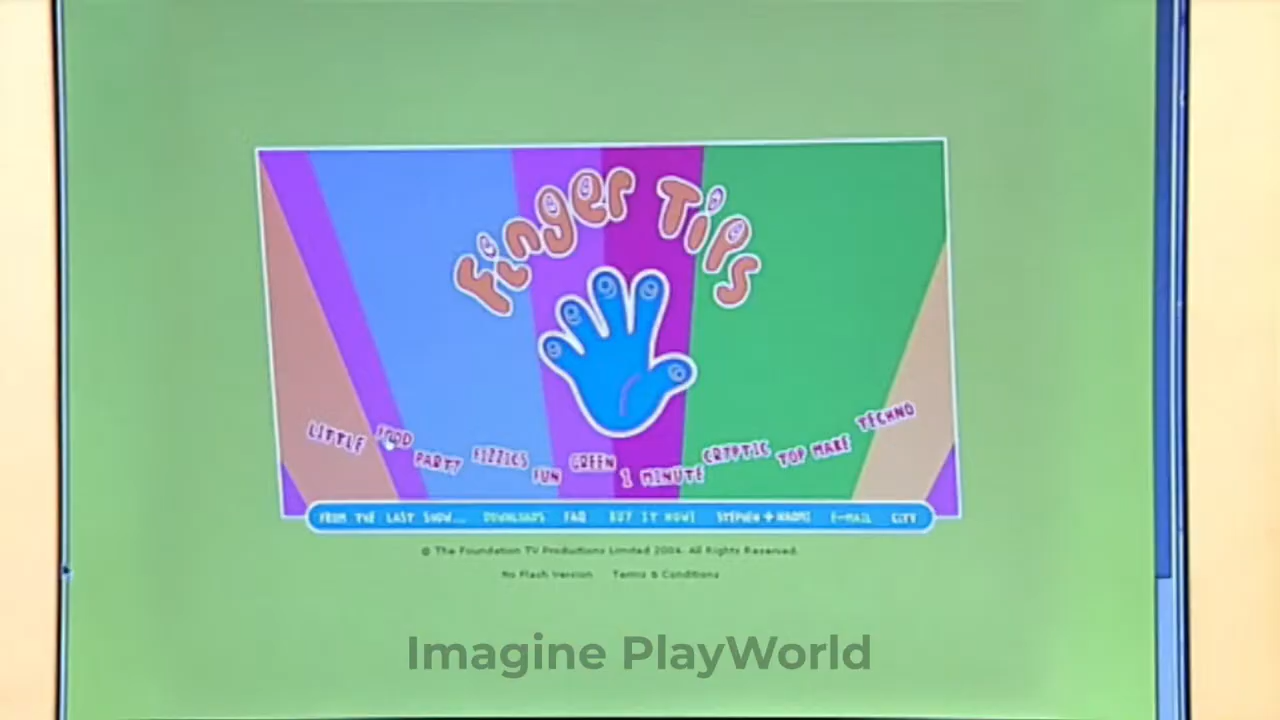 Finger Tips
LITTLE FOOD PARTY FIZZICS FUN GREEN 1 MINUTE CRYPTIC TOP MAKE TECHNO
FROM THE LAST SHOW... DOWNLOADS FAQ BUY IT NOW! STEPHEN + NAOMI E-MAIL CITV
© The Foundation TV Productions Limited 2004. All Rights Reserved.
No Flash Version Terms & Conditions
Imagine PlayWorld